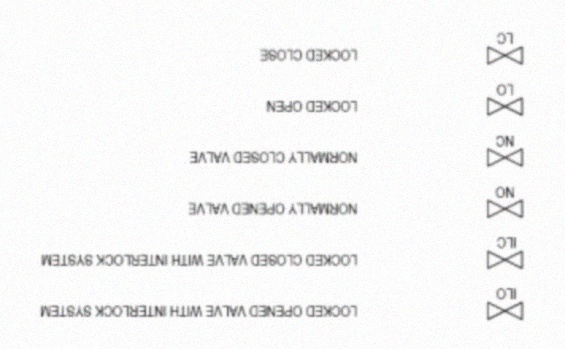 ILO LOCKED OPENED VALVE WITH INTERLOCK SYSTEM
ILC LOCKED CLOSED VALVE WITH INTERLOCK SYSTEM
NO NORMALLY OPENED VALVE
NC NORMALLY CLOSED VALVE
LO LOCKED OPEN
LC LOCKED CLOSE